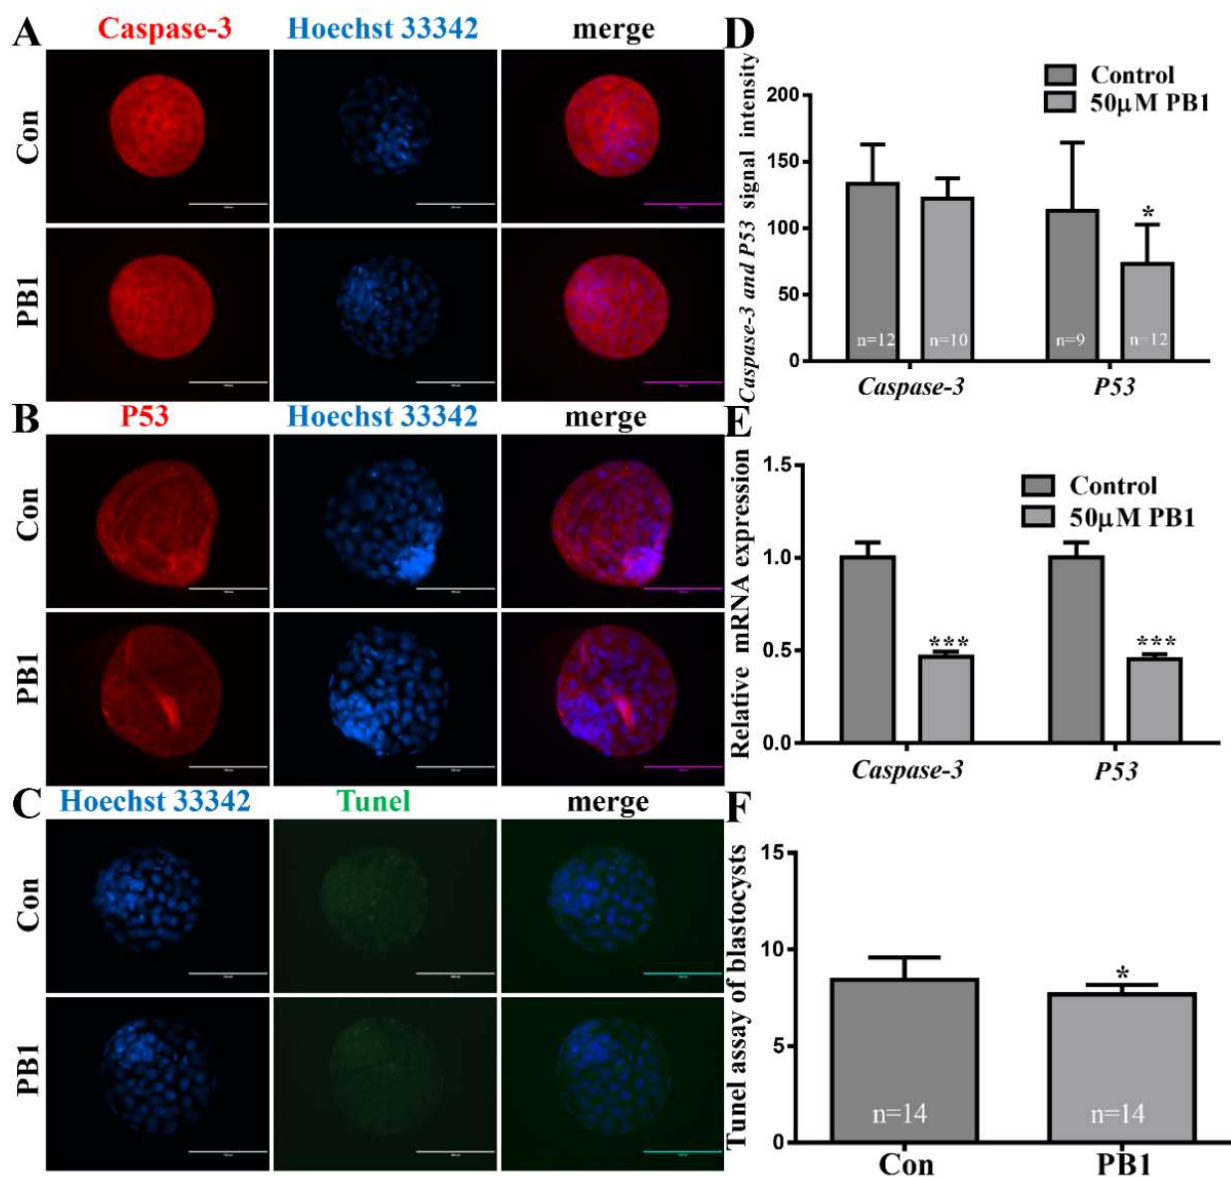 A Caspase-3 Hoechst 33342 merge
Con
PB1
B P53 Hoechst 33342 merge
Con
PB1
C Hoechst 33342 Tunel merge
Con
PB1
D
Caspase-3 and P53 signal intensity
Control
50μM PB1
200
150
100
50
0
*
n=12 n=10 n=9 n=12
Caspase-3 P53
E
Relative mRNA expression
Control
50μM PB1
1.5
1.0
0.5
0.0
*** ***
Caspase-3 P53
F
Tunel assay of blastocysts
15
10
5
0
*
n=14 n=14
Con PB1